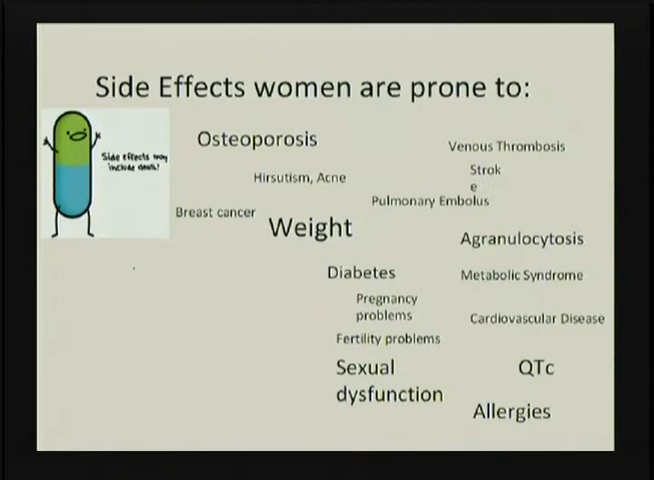 Side Effects women are prone to:
Side effects may
include death!
Osteoporosis
Venous Thrombosis
Hirsutism, Acne
Strok
e
Pulmonary Embolus
Breast cancer
Weight
Agranulocytosis
Diabetes
Metabolic Syndrome
Pregnancy
problems
Cardiovascular Disease
Fertility problems
Sexual
dysfunction
QTc
Allergies